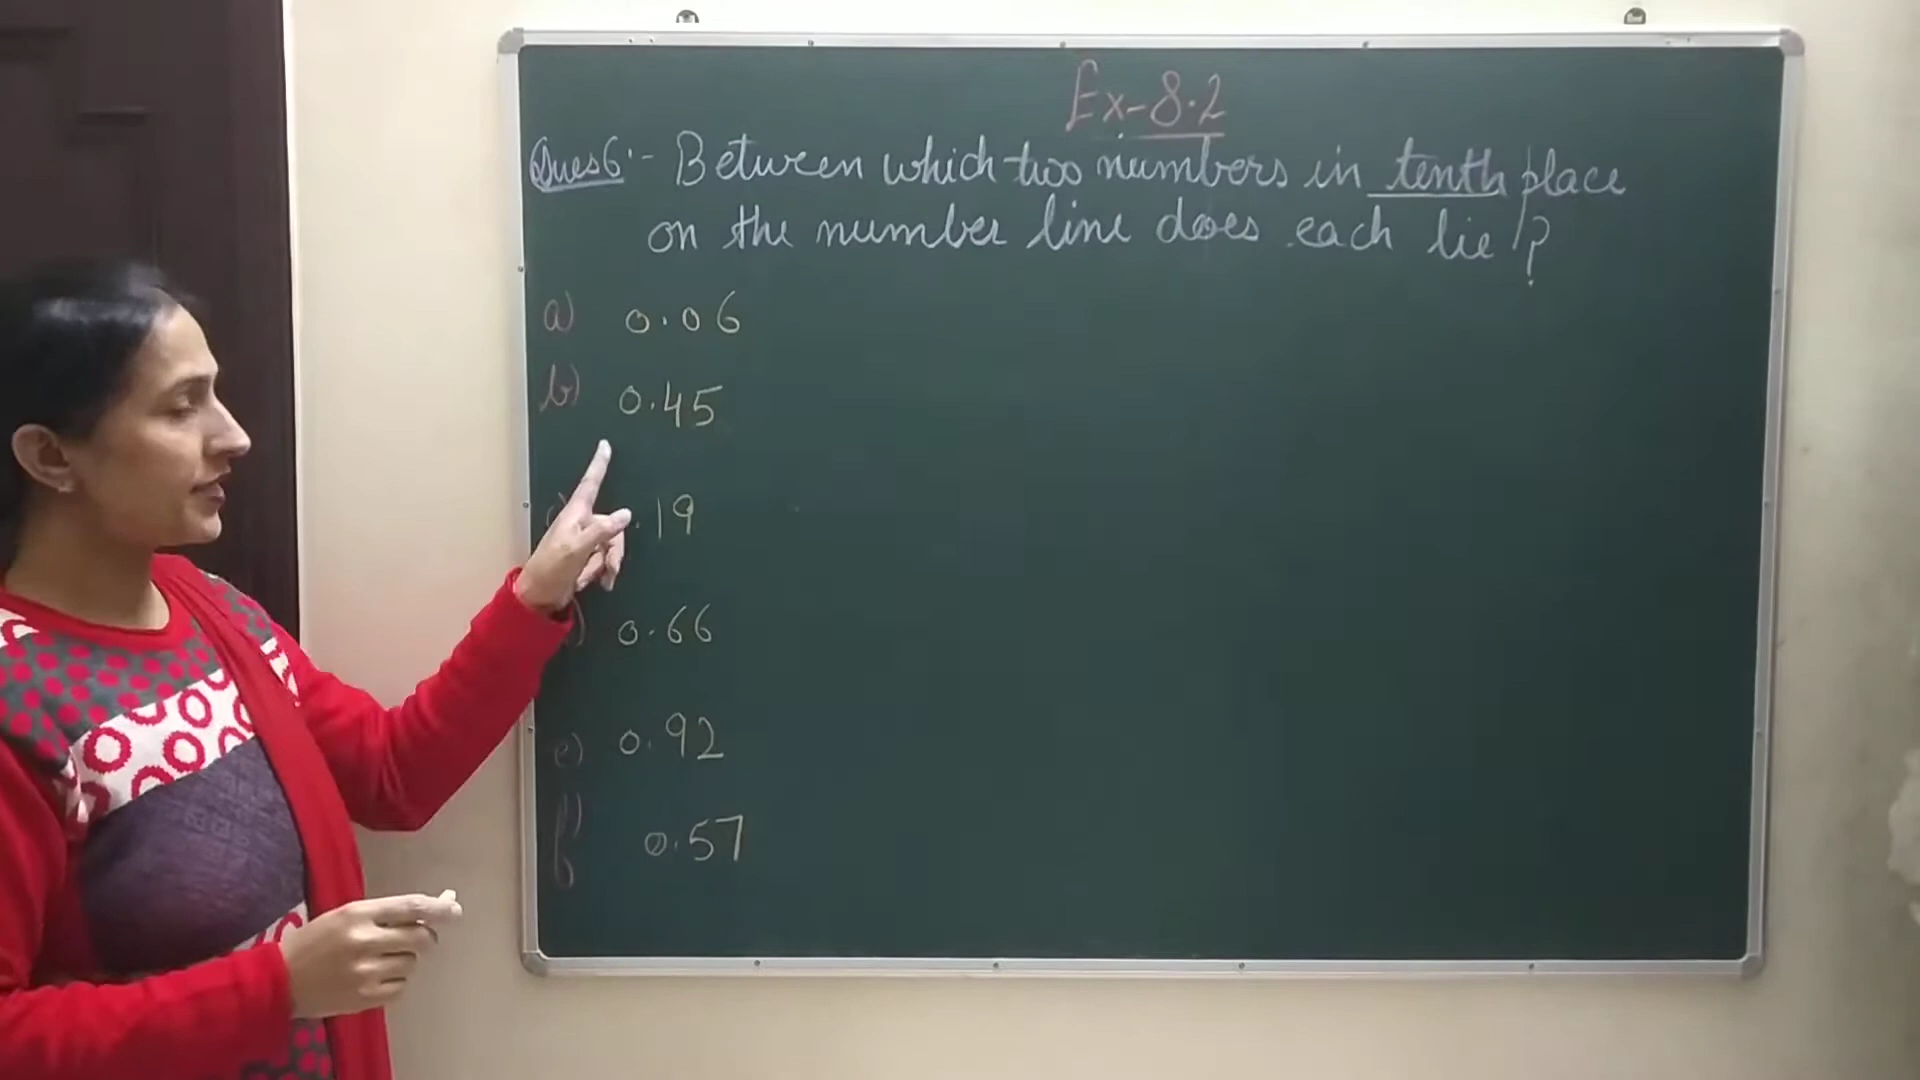 Ex-8.2
Ques6:- Between which two numbers in tenth place
on the number line does each lie?
a) 0.06
b) 0.45
.19
0.66
e) 0.92
f) 0.57